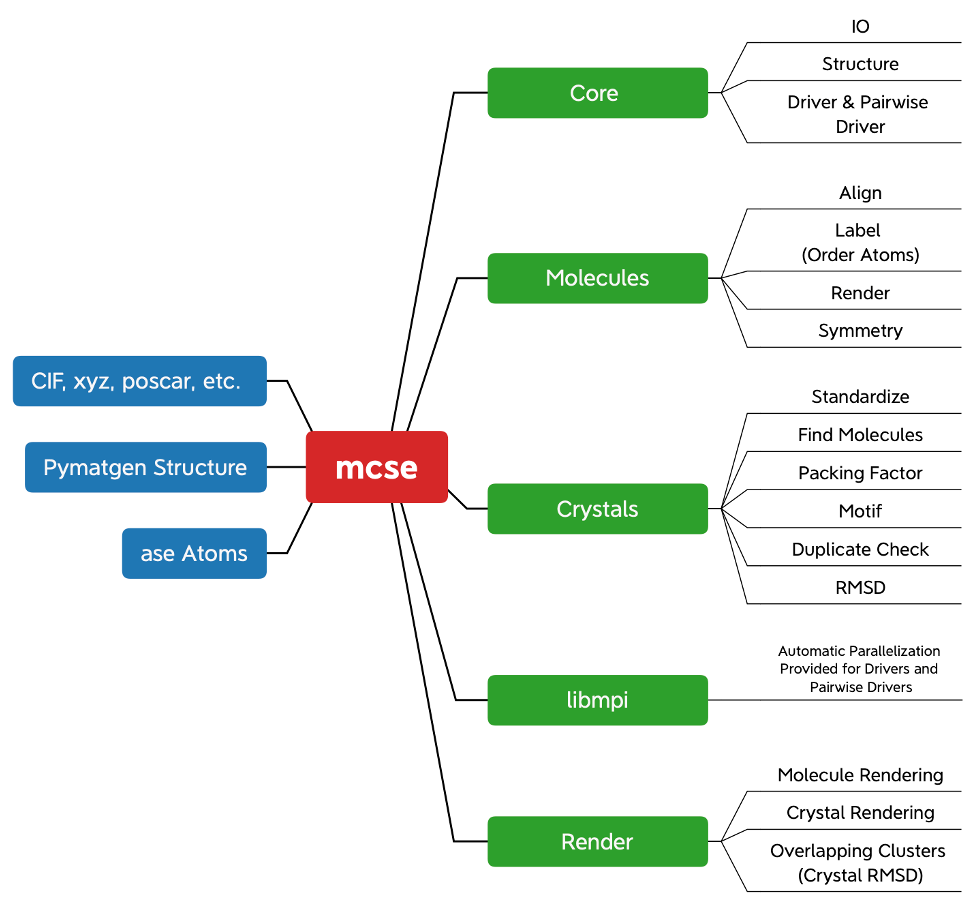 CIF, xyz, poscar, etc.
Pymatgen Structure
ase Atoms
mcse
Core
IO
Structure
Driver & Pairwise
Driver
Molecules
Align
Label
(Order Atoms)
Render
Symmetry
Crystals
Standardize
Find Molecules
Packing Factor
Motif
Duplicate Check
RMSD
libmpi
Automatic Parallelization
Provided for Drivers and
Pairwise Drivers
Render
Molecule Rendering
Crystal Rendering
Overlapping Clusters
(Crystal RMSD)